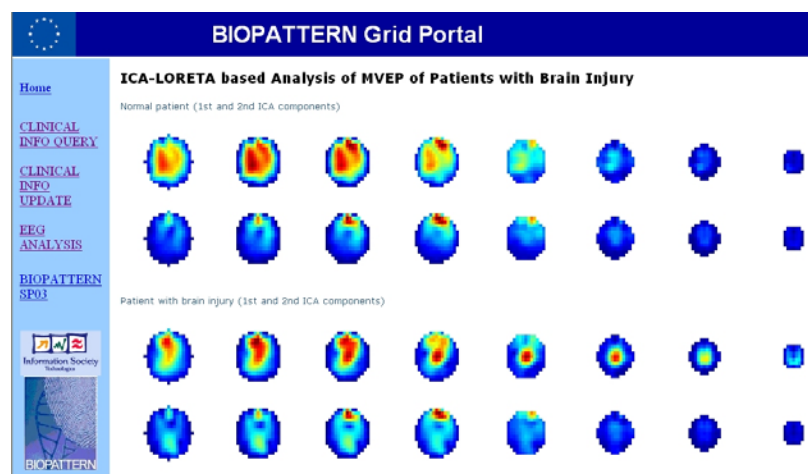 BIOPATTERN Grid Portal
Home
CLINICAL
INFO QUERY
CLINICAL
INFO
UPDATE
EEG
ANALYSIS
BIOPATTERN
SP03
Information Society
Technologies
BIOPATTERN
ICA-LORETA based Analysis of MVEP of Patients with Brain Injury
Normal patient (1st and 2nd ICA components)
Patient with brain injury (1st and 2nd ICA components)